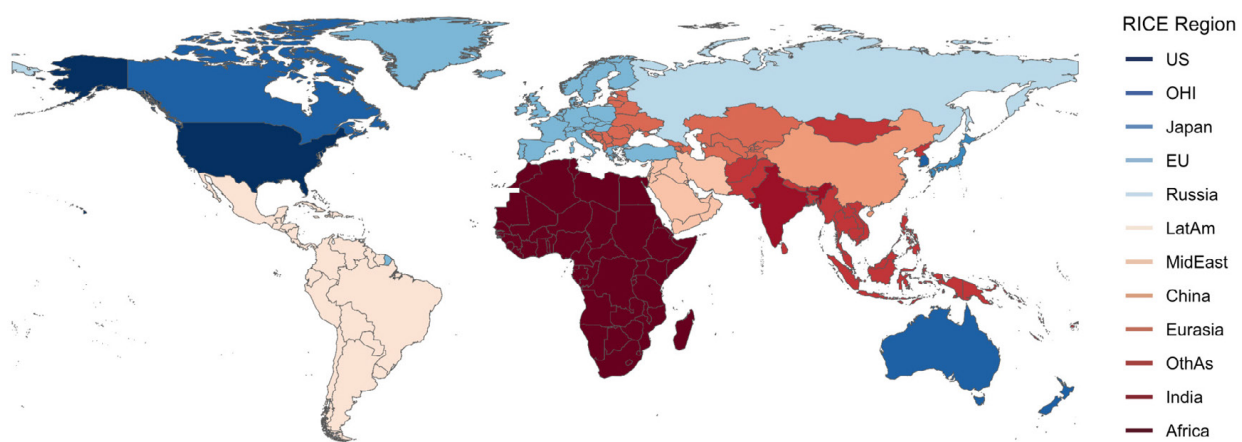 RICE Region
US
OHI
Japan
EU
Russia
LatAm
MidEast
China
Eurasia
OthAs
India
Africa